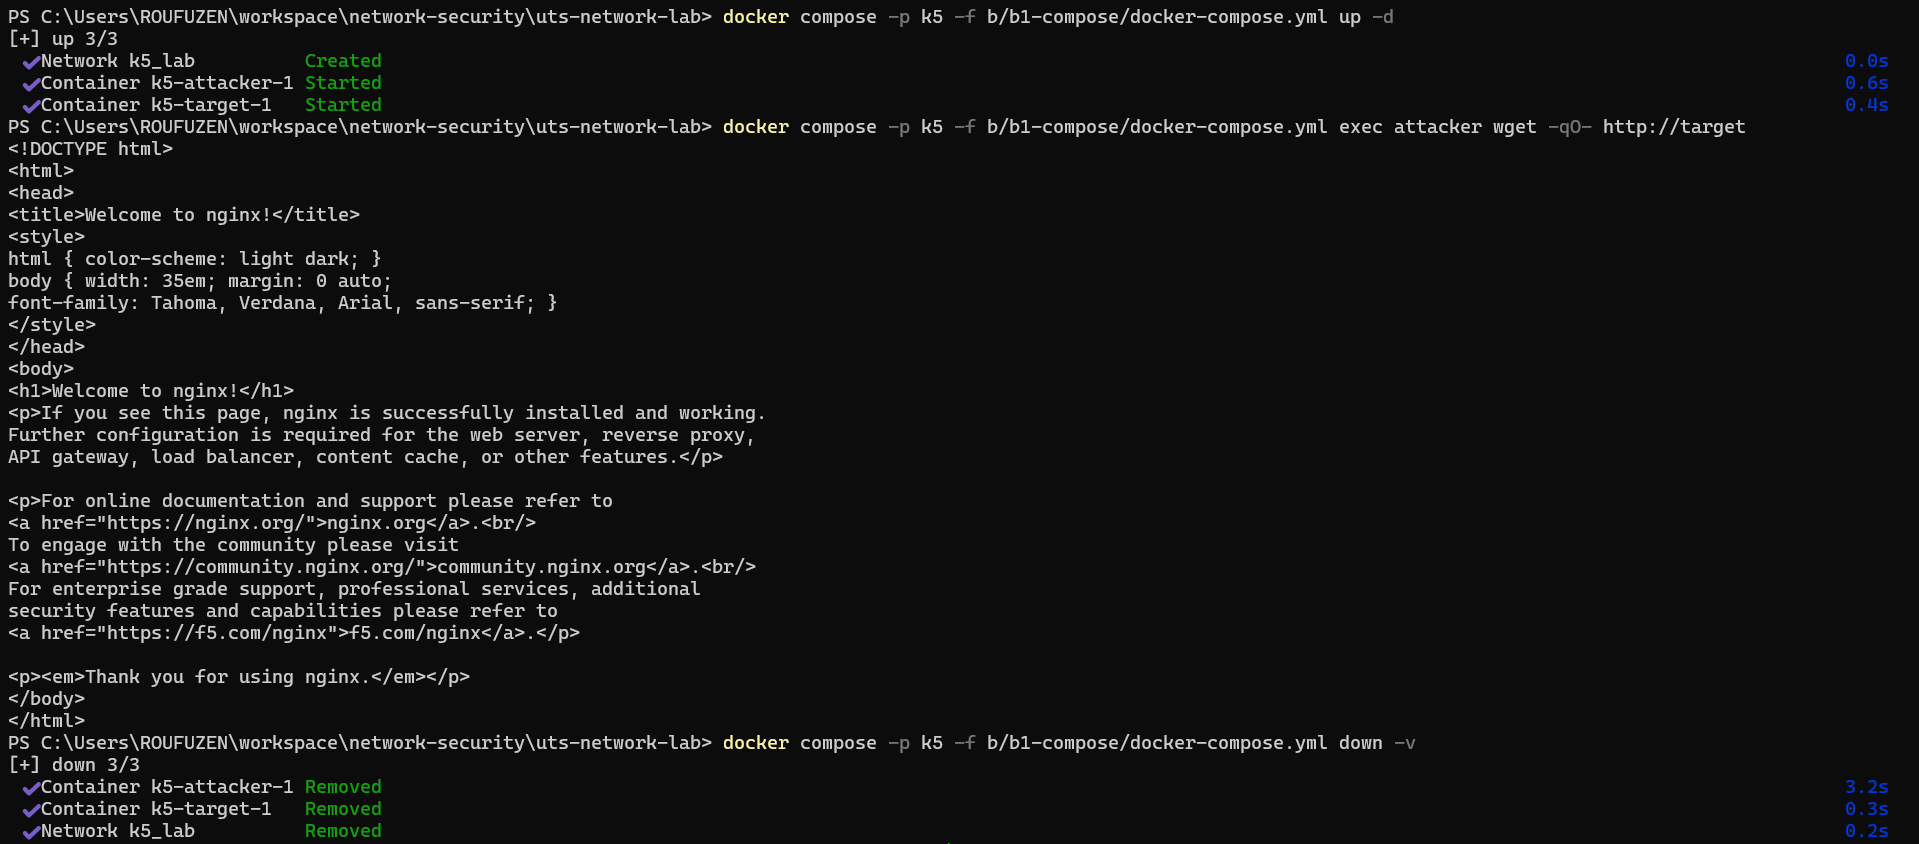 PS C:\Users\ROUFUZEN\workspace\network-security\uts-network-lab> docker compose -p k5 -f b/b1-compose/docker-compose.yml up -d
[+] up 3/3
✔Network k5_lab Created 0.0s
✔Container k5-attacker-1 Started 0.6s
✔Container k5-target-1 Started 0.4s
PS C:\Users\ROUFUZEN\workspace\network-security\uts-network-lab> docker compose -p k5 -f b/b1-compose/docker-compose.yml exec attacker wget -qO- http://target
<!DOCTYPE html>
<html>
<head>
<title>Welcome to nginx!</title>
<style>
html { color-scheme: light dark; }
body { width: 35em; margin: 0 auto;
font-family: Tahoma, Verdana, Arial, sans-serif; }
</style>
</head>
<body>
<h1>Welcome to nginx!</h1>
<p>If you see this page, nginx is successfully installed and working.
Further configuration is required for the web server, reverse proxy,
API gateway, load balancer, content cache, or other features.</p>

<p>For online documentation and support please refer to
<a href="https://nginx.org/">nginx.org</a>.<br/>
To engage with the community please visit
<a href="https://community.nginx.org/">community.nginx.org</a>.<br/>
For enterprise grade support, professional services, additional
security features and capabilities please refer to
<a href="https://f5.com/nginx">f5.com/nginx</a>.</p>

<p><em>Thank you for using nginx.</em></p>
</body>
</html>
PS C:\Users\ROUFUZEN\workspace\network-security\uts-network-lab> docker compose -p k5 -f b/b1-compose/docker-compose.yml down -v
[+] down 3/3
✔Container k5-attacker-1 Removed 3.2s
✔Container k5-target-1 Removed 0.3s
✔Network k5_lab Removed 0.2s